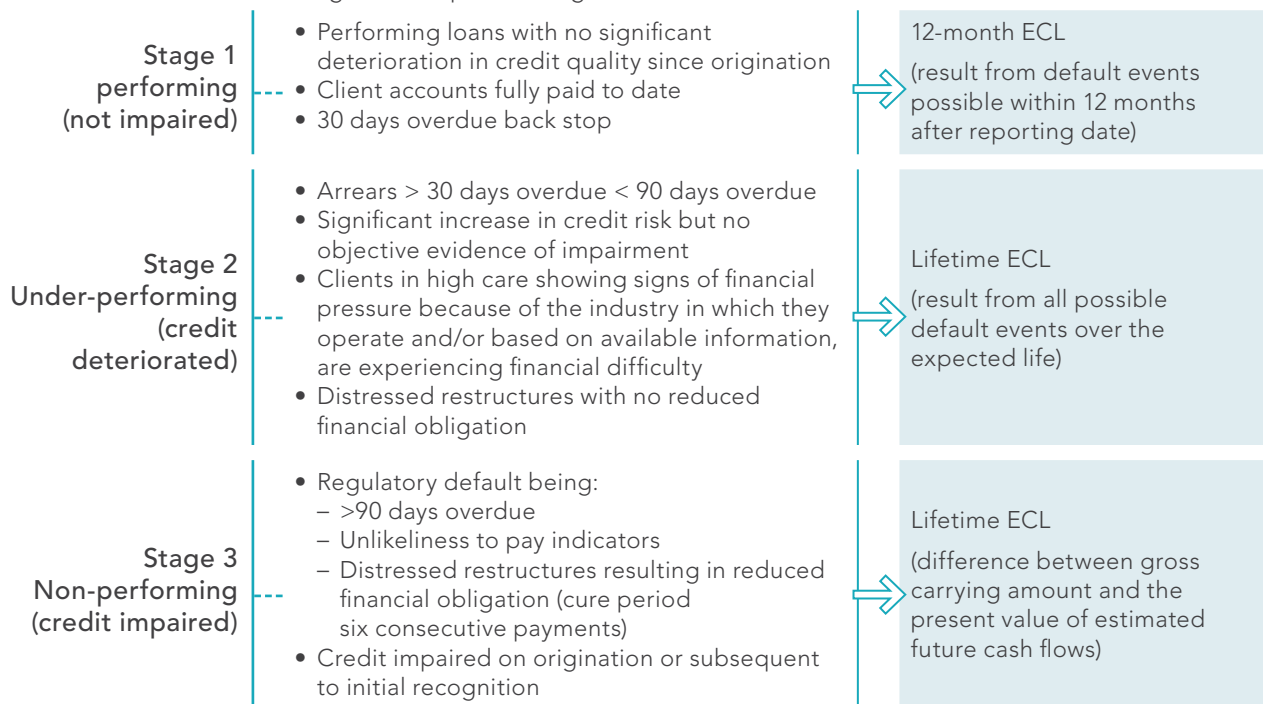 Stage 1
performing
(not impaired)
• Performing loans with no significant
deterioration in credit quality since origination
• Client accounts fully paid to date
• 30 days overdue back stop
12-month ECL
(result from default events
possible within 12 months
after reporting date)
Stage 2
Under-performing
(credit
deteriorated)
• Arrears > 30 days overdue < 90 days overdue
• Significant increase in credit risk but no
objective evidence of impairment
• Clients in high care showing signs of financial
pressure because of the industry in which they
operate and/or based on available information,
are experiencing financial difficulty
• Distressed restructures with no reduced
financial obligation
Lifetime ECL
(result from all possible
default events over the
expected life)
Stage 3
Non-performing
(credit impaired)
• Regulatory default being:
– >90 days overdue
– Unlikeliness to pay indicators
– Distressed restructures resulting in reduced
financial obligation (cure period
six consecutive payments)
• Credit impaired on origination or subsequent
to initial recognition
Lifetime ECL
(difference between gross
carrying amount and the
present value of estimated
future cash flows)